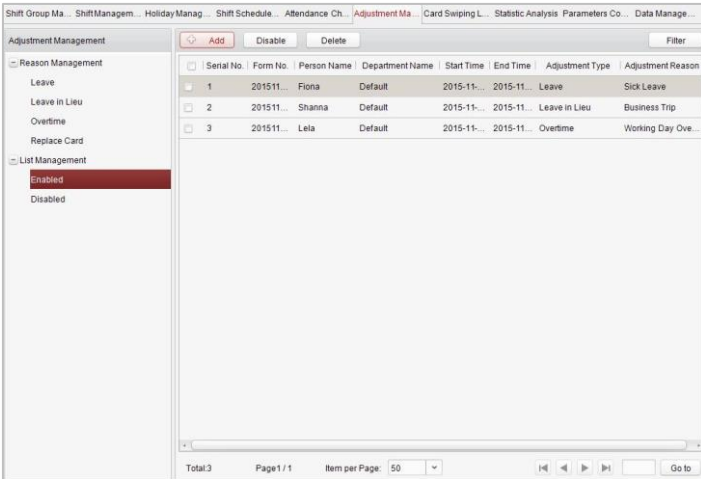 Shift Group Ma... ShiftManagem... HolidayManag... Shift Schedule... Attendance Ch... Adjustment Ma... Card Swiping L... Statistic Analysis Parameters Co... Data Manage...
Adjustment Management
Add Disable Delete Filter
Reason Management
Leave
Leave in Lieu
Overtime
Replace Card
List Management
Enabled
Disabled
Serial No. Form No. Person Name Department Name Start Time End Time Adjustment Type Adjustment Reason
1 201511... Fiona Default 2015-11-... 2015-11... Leave Sick Leave
2 201511... Shanna Default 2015-11-... 2015-11... Leave in Lieu Business Trip
3 201511... Lela Default 2015-11-... 2015-11... Overtime Working Day Ove...
Total:3 Page1 / 1 Item per Page: 50 Go to